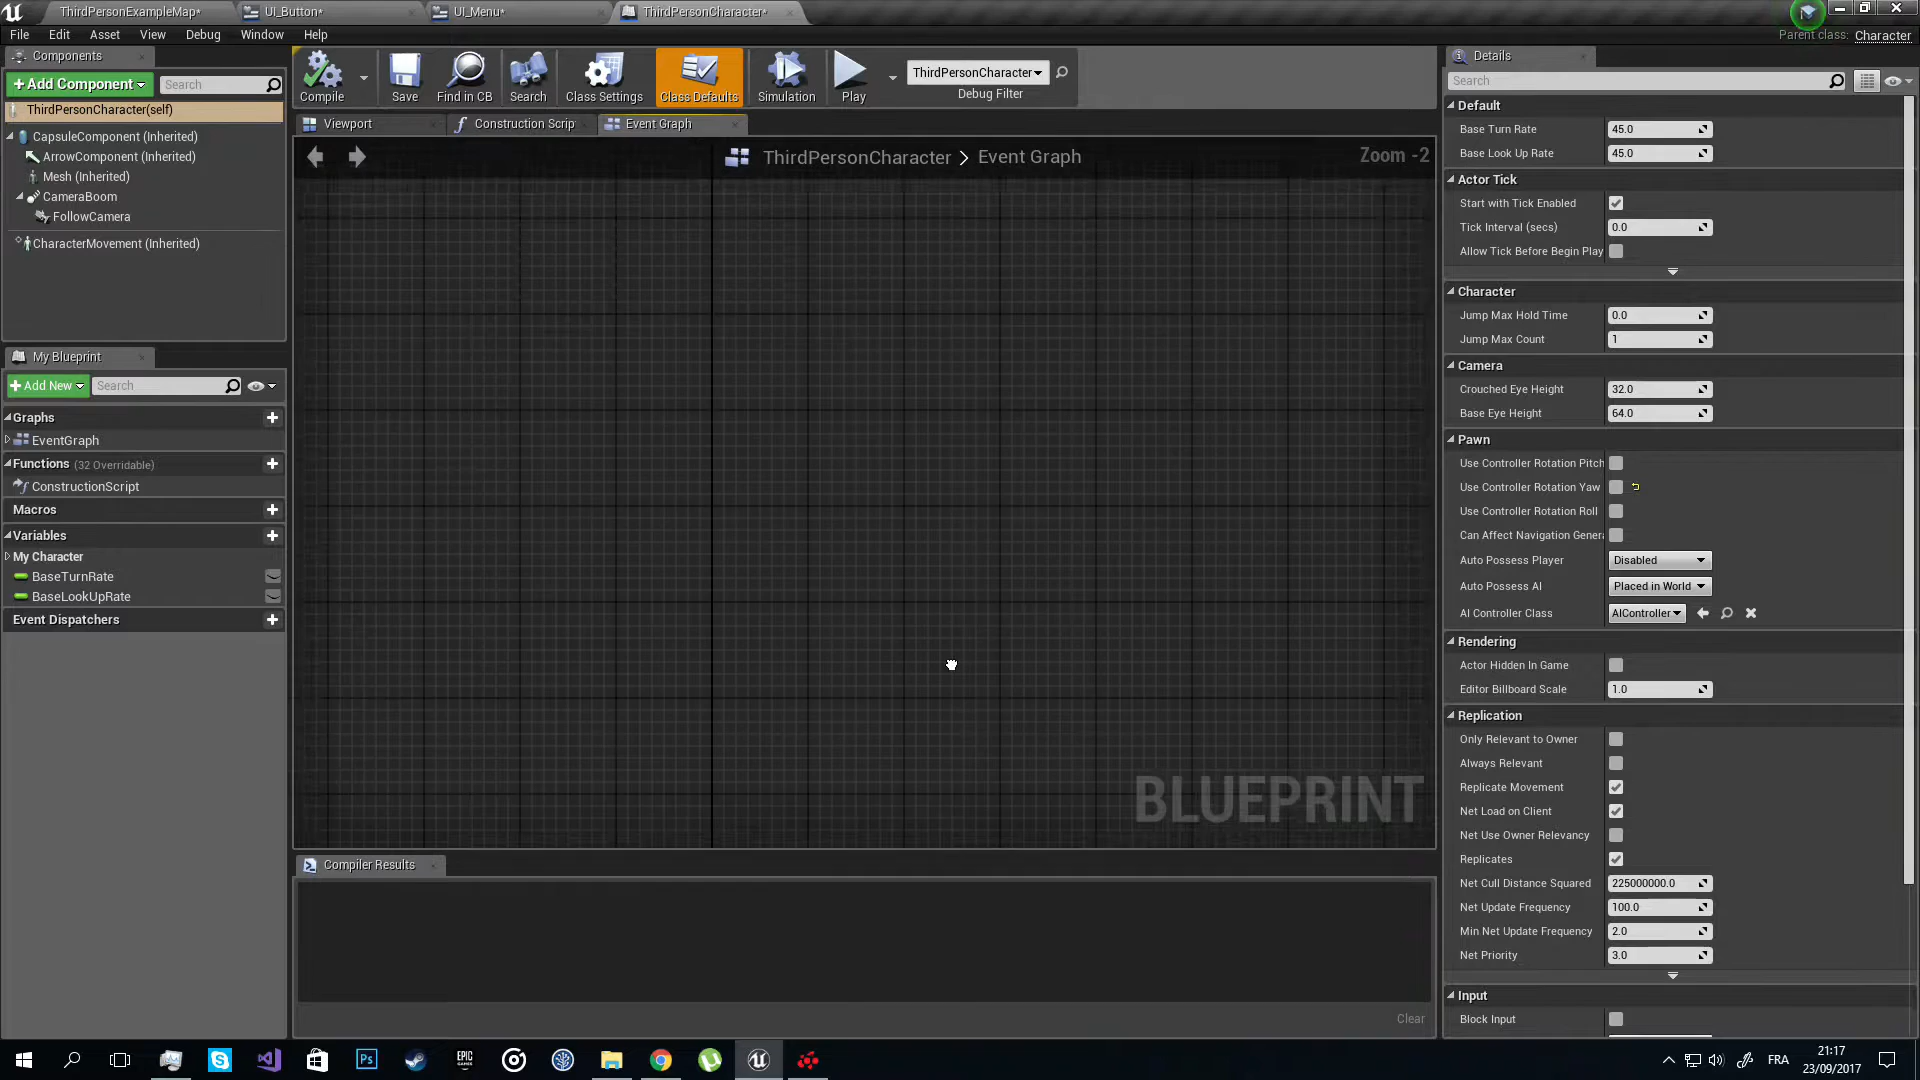 ThirdPersonExampleMap*
UI_Button*
UI_Menu*
ThirdPersonCharacter*
File Edit Asset View Debug Window Help
Parent class: Character
Components
+Add Component
Search
ThirdPersonCharacter(self)
CapsuleComponent (Inherited)
ArrowComponent (Inherited)
Mesh (Inherited)
CameraBoom
FollowCamera
CharacterMovement (Inherited)
My Blueprint
+Add New
Search
Graphs
EventGraph
Functions (32 Overridable)
ConstructionScript
Macros
Variables
My Character
BaseTurnRate
BaseLookUpRate
Event Dispatchers
Compile
Save
Find in CB
Search
Class Settings
Class Defaults
Simulation
Play
ThirdPersonCharacter
Debug Filter
Viewport
Construction Scrip
Event Graph
ThirdPersonCharacter > Event Graph
Zoom -2
BLUEPRINT
Compiler Results
Clear
Details
Search
Default
Base Turn Rate 45.0
Base Look Up Rate 45.0
Actor Tick
Start with Tick Enabled
Tick Interval (secs) 0.0
Allow Tick Before Begin Play
Character
Jump Max Hold Time 0.0
Jump Max Count 1
Camera
Crouched Eye Height 32.0
Base Eye Height 64.0
Pawn
Use Controller Rotation Pitch
Use Controller Rotation Yaw
Use Controller Rotation Roll
Can Affect Navigation Genera
Auto Possess Player Disabled
Auto Possess AI Placed in World
AI Controller Class AIController
Rendering
Actor Hidden In Game
Editor Billboard Scale 1.0
Replication
Only Relevant to Owner
Always Relevant
Replicate Movement
Net Load on Client
Net Use Owner Relevancy
Replicates
Net Cull Distance Squared 225000000.0
Net Update Frequency 100.0
Min Net Update Frequency 2.0
Net Priority 3.0
Input
Block Input
Ps
EPIC GAMES
FRA
21:17
23/09/2017